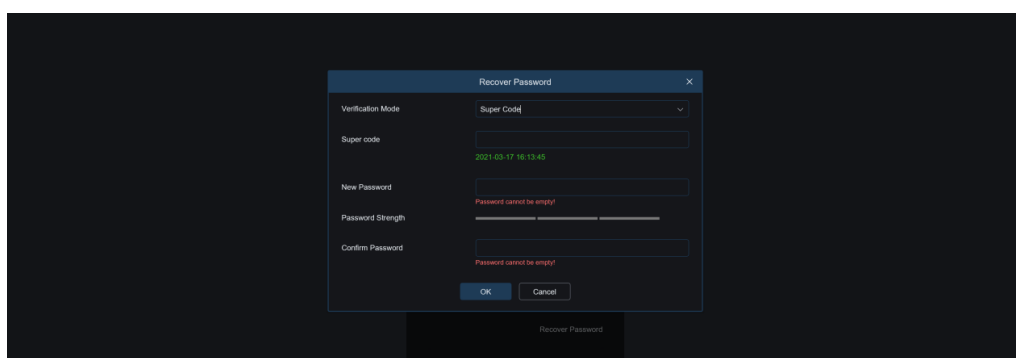 Recover Password
Verification Mode
Super Code
Super code
2021-03-17 16:13:45
New Password
Password cannot be empty!
Password Strength
Confirm Password
Password cannot be empty!
OK
Cancel
Recover Password